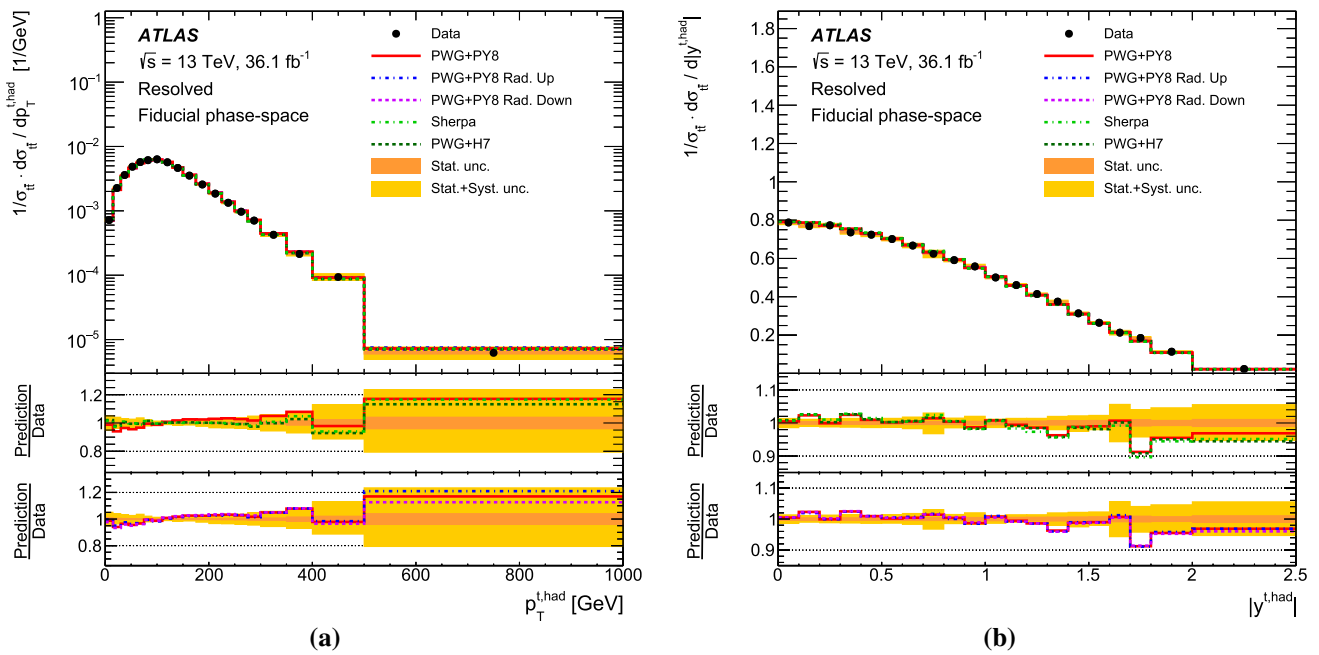 ATLAS
√s = 13 TeV, 36.1 fb⁻¹
Resolved
Fiducial phase-space
Data
PWG+PY8
PWG+PY8 Rad. Up
PWG+PY8 Rad. Down
Sherpa
PWG+H7
Stat. unc.
Stat.+Syst. unc.
1/σ_tt̄ · dσ_tt̄ / dp_T^{t,had} [1/GeV]
1
10⁻¹
10⁻²
10⁻³
10⁻⁴
10⁻⁵
Prediction
Data
1.2
1
0.8
Prediction
Data
1.2
1
0.8
0 200 400 600 800 1000
p_T^{t,had} [GeV]
(a)
ATLAS
√s = 13 TeV, 36.1 fb⁻¹
Resolved
Fiducial phase-space
Data
PWG+PY8
PWG+PY8 Rad. Up
PWG+PY8 Rad. Down
Sherpa
PWG+H7
Stat. unc.
Stat.+Syst. unc.
1/σ_tt̄ · dσ_tt̄ / d|y^{t,had}|
1.8
1.6
1.4
1.2
1
0.8
0.6
0.4
0.2
Prediction
Data
1.1
1
0.9
Prediction
Data
1.1
1
0.9
0 0.5 1 1.5 2 2.5
|y^{t,had}|
(b)